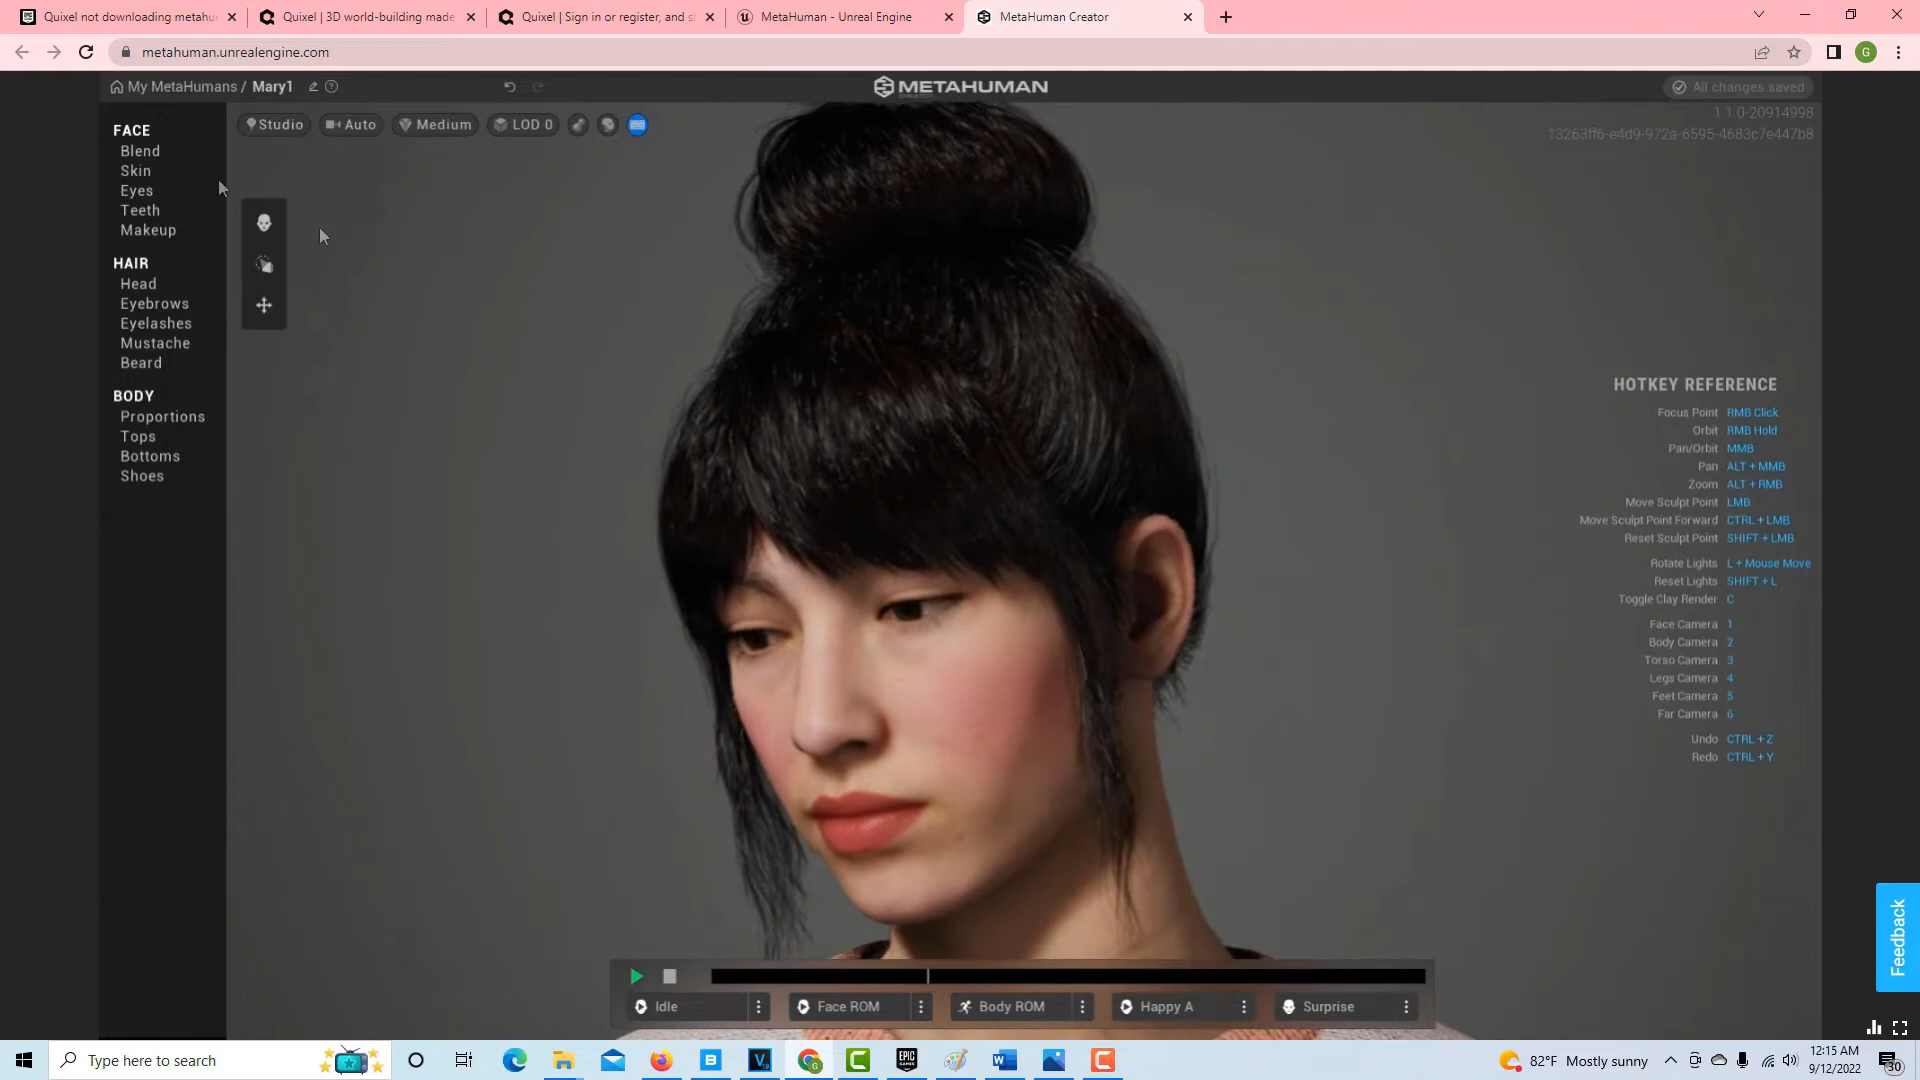 Quixel not downloading metahu
Quixel | 3D world-building made
Quixel | Sign in or register, and s
MetaHuman - Unreal Engine
MetaHuman Creator
metahuman.unrealengine.com
G
My MetaHumans / Mary1
METAHUMAN
All changes saved
1.1.0-20914998
13263ff6-e4d9-972a-6595-4683c7e447b8
Studio
Auto
Medium
LOD 0
FACE
Blend
Skin
Eyes
Teeth
Makeup
HAIR
Head
Eyebrows
Eyelashes
Mustache
Beard
BODY
Proportions
Tops
Bottoms
Shoes
HOTKEY REFERENCE
Focus Point RMB Click
Orbit RMB Hold
Pan/Orbit MMB
Pan ALT + MMB
Zoom ALT + RMB
Move Sculpt Point LMB
Move Sculpt Point Forward CTRL + LMB
Reset Sculpt Point SHIFT + LMB
Rotate Lights L + Mouse Move
Reset Lights SHIFT + L
Toggle Clay Render C
Face Camera 1
Body Camera 2
Torso Camera 3
Legs Camera 4
Feet Camera 5
Far Camera 6
Undo CTRL + Z
Redo CTRL + Y
Feedback
Idle
Face ROM
Body ROM
Happy A
Surprise
Type here to search
82°F Mostly sunny
12:15 AM
9/12/2022
30